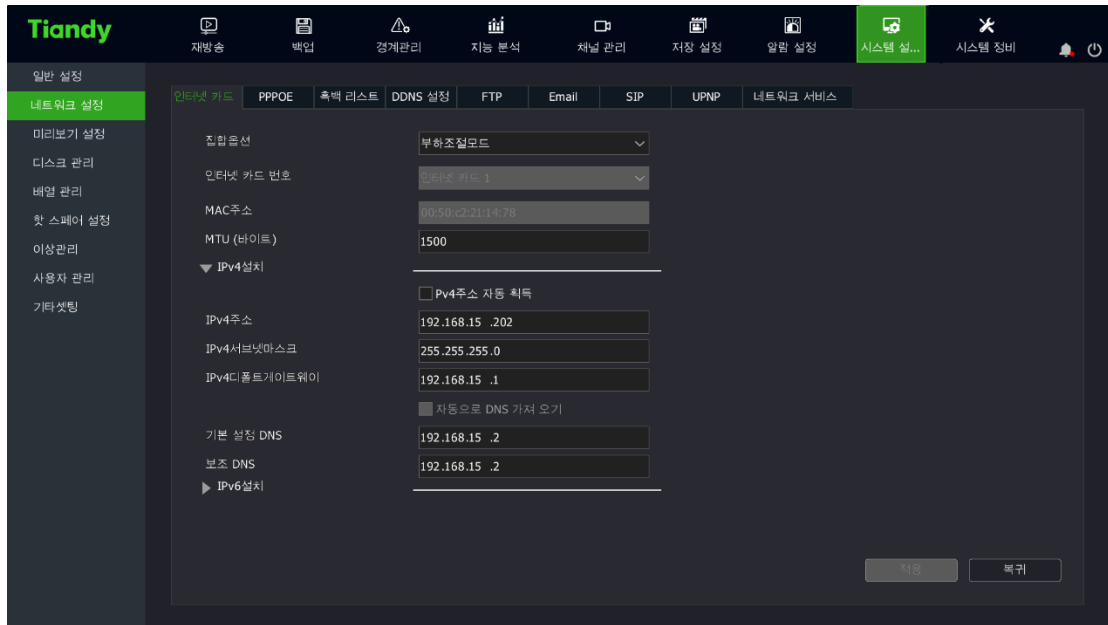 Tiandy
재방송 백업 경계관리 지능 분석 채널 관리 저장 설정 알람 설정 시스템 설... 시스템 정비
일반 설정
네트워크 설정
미리보기 설정
디스크 관리
배열 관리
핫 스페어 설정
이상관리
사용자 관리
기타셋팅
인터넷 카드 PPPOE 흑백 리스트 DDNS 설정 FTP Email SIP UPNP 네트워크 서비스
집합옵션 부하조절모드
인터넷 카드 번호 인터넷 카드 1
MAC주소 00:50:c2:21:14:78
MTU (바이트) 1500
IPv4설치
Pv4주소 자동 획득
IPv4주소 192.168.15 .202
IPv4서브넷마스크 255.255.255.0
IPv4디폴트게이트웨이 192.168.15 .1
자동으로 DNS 가져 오기
기본 설정 DNS 192.168.15 .2
보조 DNS 192.168.15 .2
IPv6설치
적용 복귀